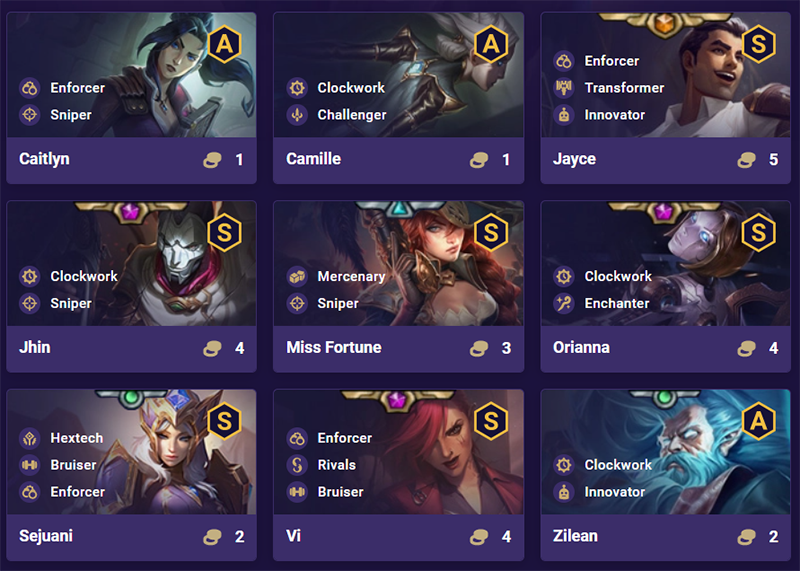 A
Enforcer
Sniper
Caitlyn 1
A
Clockwork
Challenger
Camille 1
S
Enforcer
Transformer
Innovator
Jayce 5
S
Clockwork
Sniper
Jhin 4
S
Mercenary
Sniper
Miss Fortune 3
S
Clockwork
Enchanter
Orianna 4
S
Hextech
Bruiser
Enforcer
Sejuani 2
S
Enforcer
Rivals
Bruiser
Vi 4
A
Clockwork
Innovator
Zilean 2